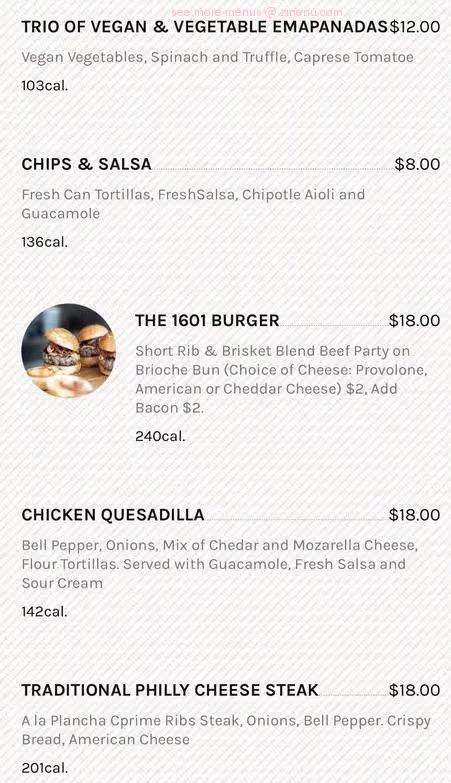 see more menus @ zmenu.com
TRIO OF VEGAN & VEGETABLE EMAPANADAS $12.00
Vegan Vegetables, Spinach and Truffle, Caprese Tomatoe
103cal.
CHIPS & SALSA $8.00
Fresh Can Tortillas, FreshSalsa, Chipotle Aioli and
Guacamole
136cal.
THE 1601 BURGER $18.00
Short Rib & Brisket Blend Beef Party on
Brioche Bun (Choice of Cheese: Provolone,
American or Cheddar Cheese) $2, Add
Bacon $2.
240cal.
CHICKEN QUESADILLA $18.00
Bell Pepper, Onions, Mix of Chedar and Mozarella Cheese,
Flour Tortillas. Served with Guacamole, Fresh Salsa and
Sour Cream
142cal.
TRADITIONAL PHILLY CHEESE STEAK $18.00
A la Plancha Cprime Ribs Steak, Onions, Bell Pepper. Crispy
Bread, American Cheese
201cal.